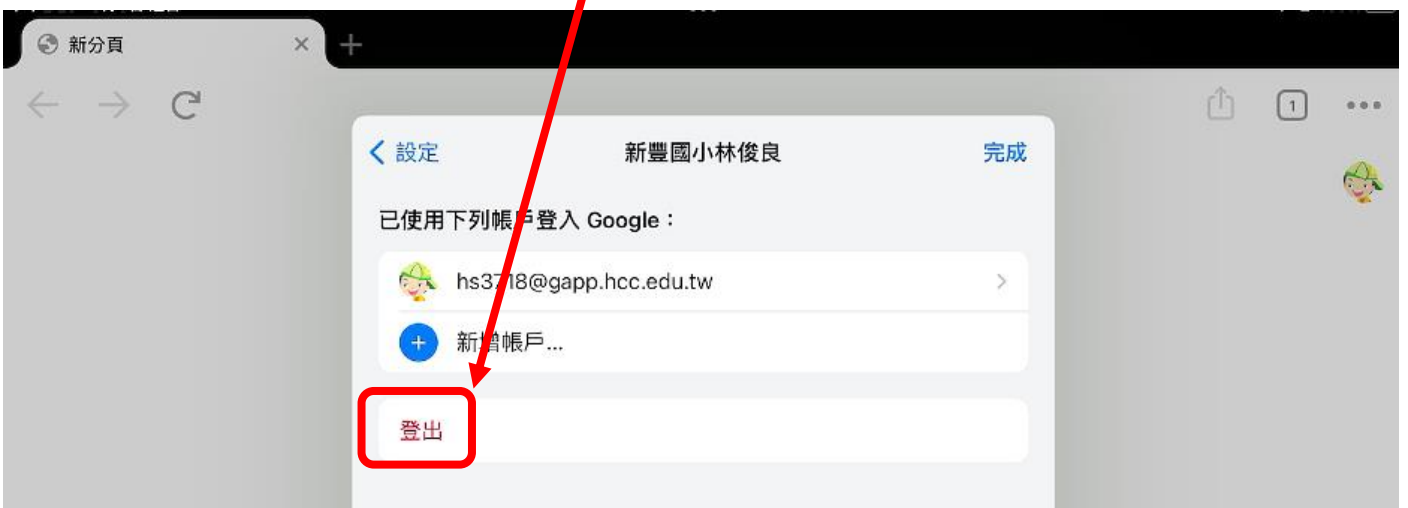 新分頁
1
設定
新豐國小林俊良
完成
已使用下列帳戶登入 Google：
hs3718@gapp.hcc.edu.tw
新增帳戶...
登出